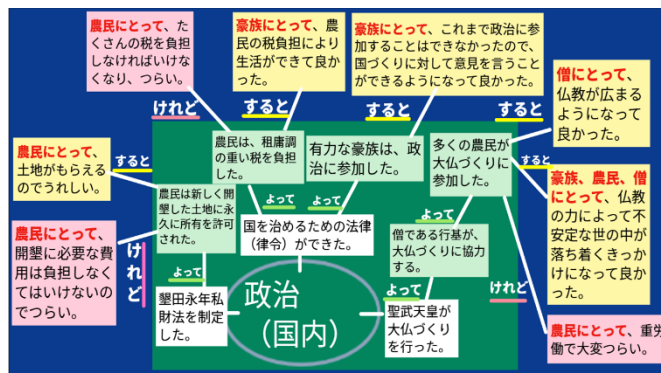 農民にとって、た
くさんの税を負担
しなければいけな
くなり、つらい。
豪族にとって、農
民の税負担により
生活ができて良か
った。
豪族にとって、これまで政治に参
加することはできなかったので、
国づくりに対して意見を言うこと
ができるようになって良かった。
僧にとって、
仏教が広まる
ようになって
良かった。
けれど
すると
すると
すると
農民にとって、
土地がもらえる
のでうれしい。
すると
農民は、租庸調
の重い税を負担
した。
有力な豪族は、政
治に参加した。
多くの農民が
大仏づくりに
参加した。
すると
豪族、農民、僧
にとって、仏教
の力によって不
安定な世の中が
落ち着くきっか
けになって良か
った。
農民は新しく開
墾した土地に永
久に所有を許可
された。
よって
よって
よって
農民にとって、
開墾に必要な費
用は負担しなく
てはいけないの
でつらい。
けれど
国を治めるための法律
(律令)ができた。
僧である行基が、
大仏づくりに協力
する。
よって
よって
けれど
墾田永年私
財法を制定
した。
政治
(国内)
聖武天皇が
大仏づくり
を行った。
農民にとって、重労
働で大変つらい。